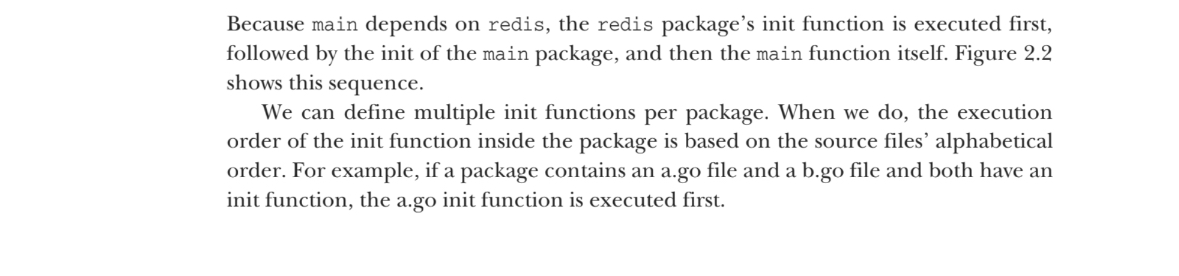 Because main depends on redis, the redis package’s init function is executed first,
followed by the init of the main package, and then the main function itself. Figure 2.2
shows this sequence.
We can define multiple init functions per package. When we do, the execution
order of the init function inside the package is based on the source files’ alphabetical
order. For example, if a package contains an a.go file and a b.go file and both have an
init function, the a.go init function is executed first.